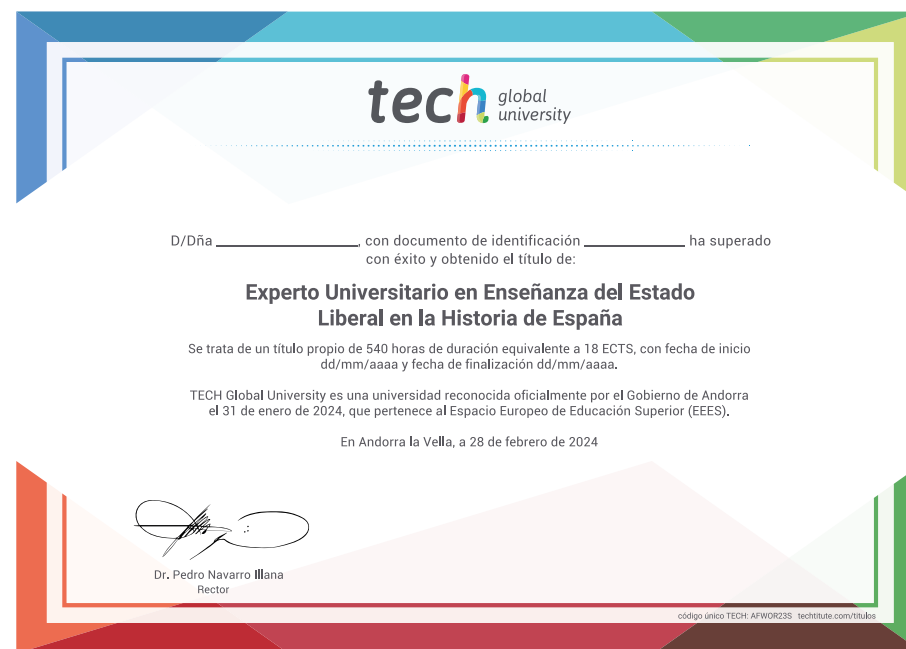 tech global university
D/Dña ____________, con documento de identificación ____________ ha superado
con éxito y obtenido el título de:
Experto Universitario en Enseñanza del Estado
Liberal en la Historia de España
Se trata de un título propio de 540 horas de duración equivalente a 18 ECTS, con fecha de inicio
dd/mm/aaaa y fecha de finalización dd/mm/aaaa.
TECH Global University es una universidad reconocida oficialmente por el Gobierno de Andorra
el 31 de enero de 2024, que pertenece al Espacio Europeo de Educación Superior (EEES).
En Andorra la Vella, a 28 de febrero de 2024
Dr. Pedro Navarro Illana
Rector
código único TECH: AFWOR23S techtitute.com/titulos